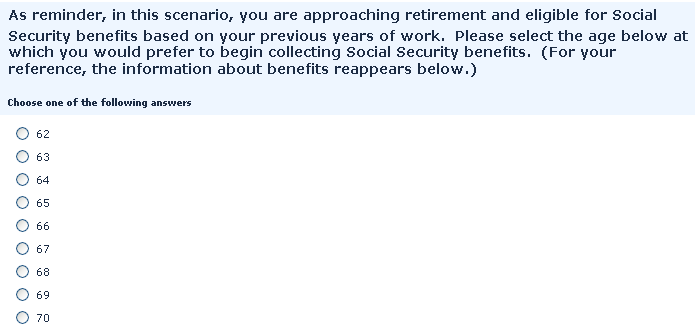 As reminder, in this scenario, you are approaching retirement and eligible for Social
Security benefits based on your previous years of work.  Please select the age below at
which you would prefer to begin collecting Social Security benefits.  (For your
reference, the information about benefits reappears below.)
Choose one of the following answers
62
63
64
65
66
67
68
69
70